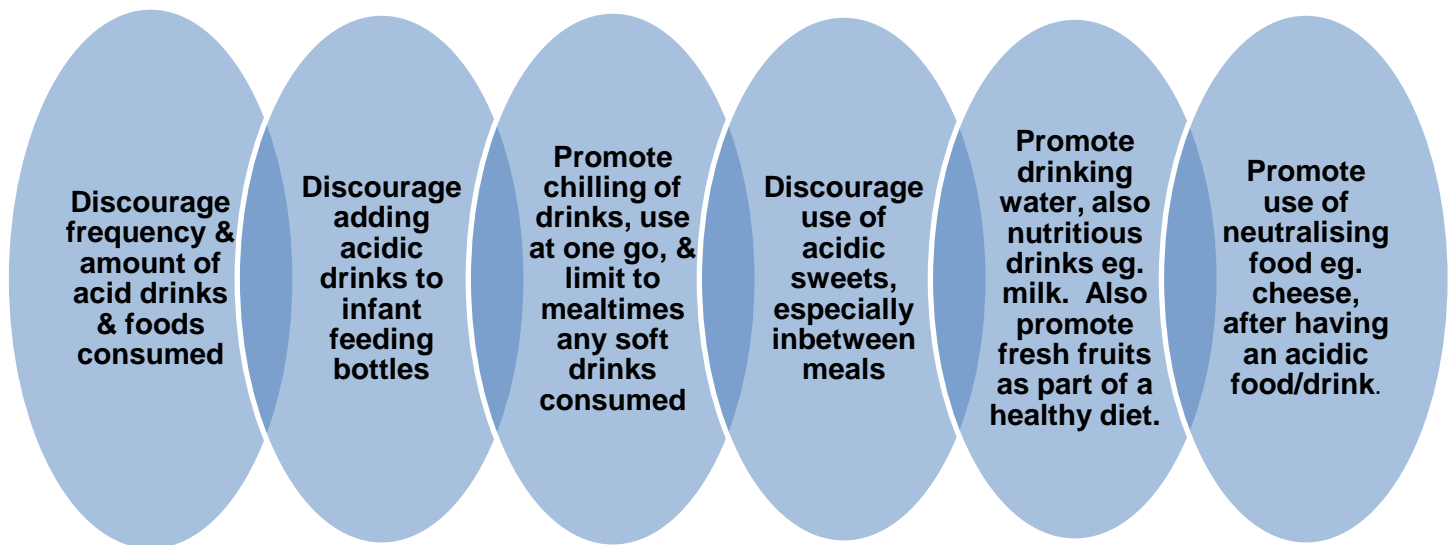 Discourage
frequency &
amount of
acid drinks
& foods
consumed
Discourage
adding
acidic
drinks to
infant
feeding
bottles
Promote
chilling of
drinks, use
at one go, &
limit to
mealtimes
any soft
drinks
consumed
Discourage
use of
acidic
sweets,
especially
inbetween
meals
Promote
drinking
water, also
nutritious
drinks eg.
milk.  Also
promote
fresh fruits
as part of a
healthy diet.
Promote
use of
neutralising
food eg.
cheese,
after having
an acidic
food/drink.